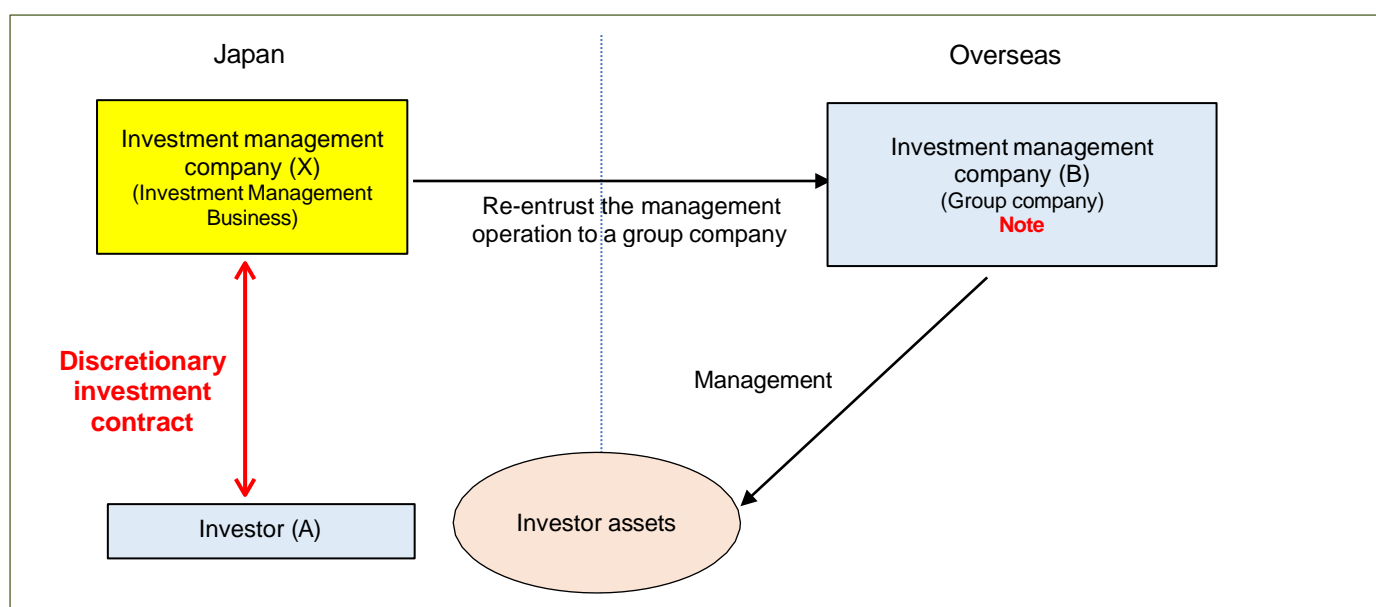 Japan
Overseas
Investment management
company (X)
(Investment Management
Business)
Investment management
company (B)
(Group company)
Note
Re-entrust the management
operation to a group company
Discretionary
investment
contract
Management
Investor (A)
Investor assets